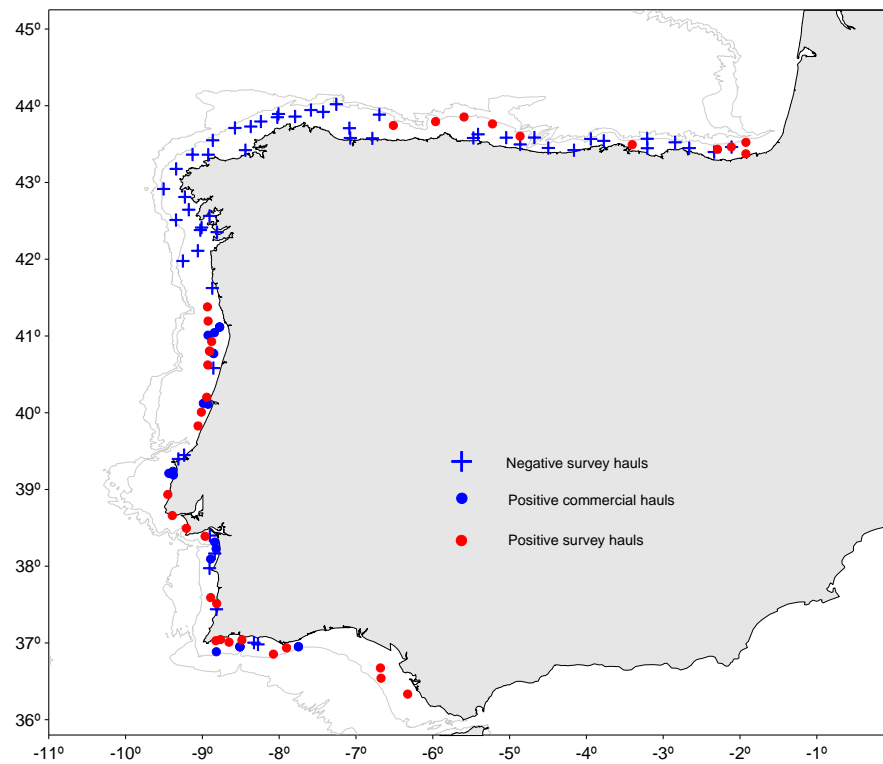 45º
44º
43º
42º
41º
40º
39º
38º
37º
36º
Negative survey hauls
Positive commercial hauls
Positive survey hauls
-11º -10º -9º -8º -7º -6º -5º -4º -3º -2º -1º